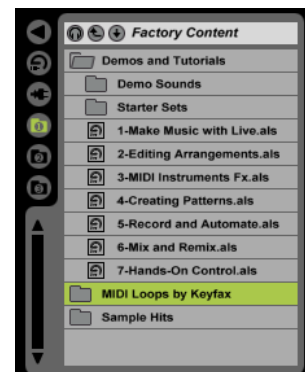 Factory Content
Demos and Tutorials
Demo Sounds
Starter Sets
1-Make Music with Live.als
2-Editing Arrangements.als
3-MIDI Instruments Fx.als
4-Creating Patterns.als
5-Record and Automate.als
6-Mix and Remix.als
7-Hands-On Control.als
MIDI Loops by Keyfax
Sample Hits